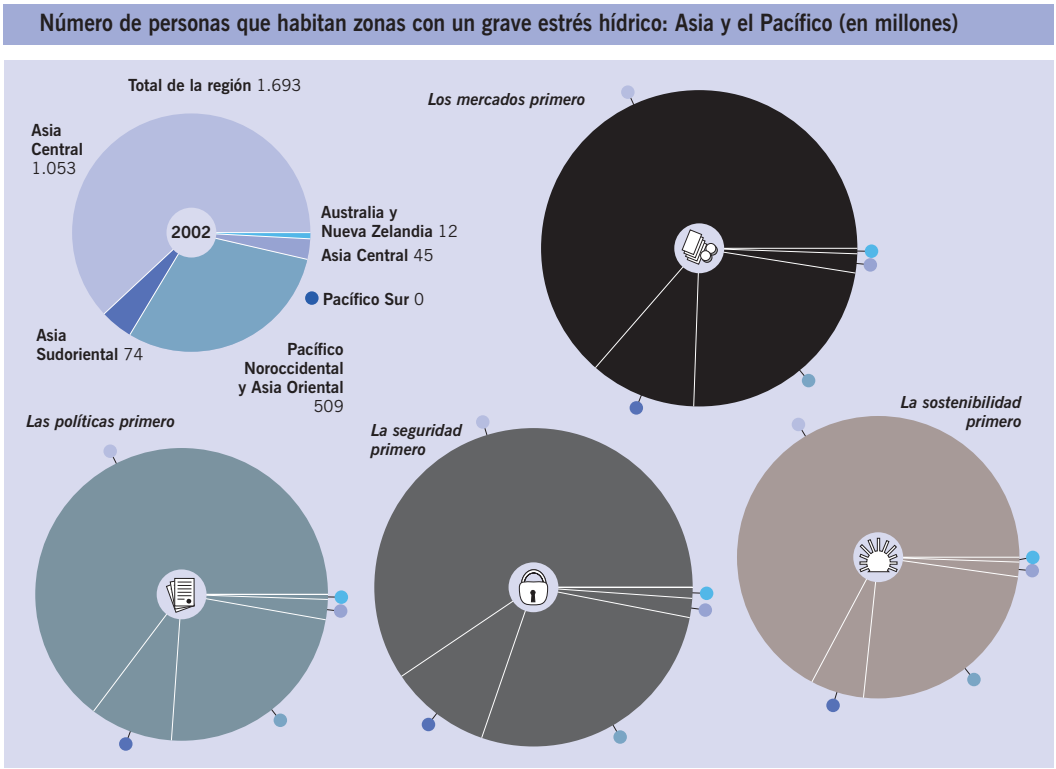 Número de personas que habitan zonas con un grave estrés hídrico: Asia y el Pacífico (en millones)
Total de la región 1.693
Asia
Central
1.053
2002
Australia y
Nueva Zelandia 12
Asia Central 45
Pacífico Sur 0
Asia
Sudoriental 74
Pacífico
Noroccidental
y Asia Oriental
509
Los mercados primero
Las políticas primero
La seguridad
primero
La sostenibilidad
primero